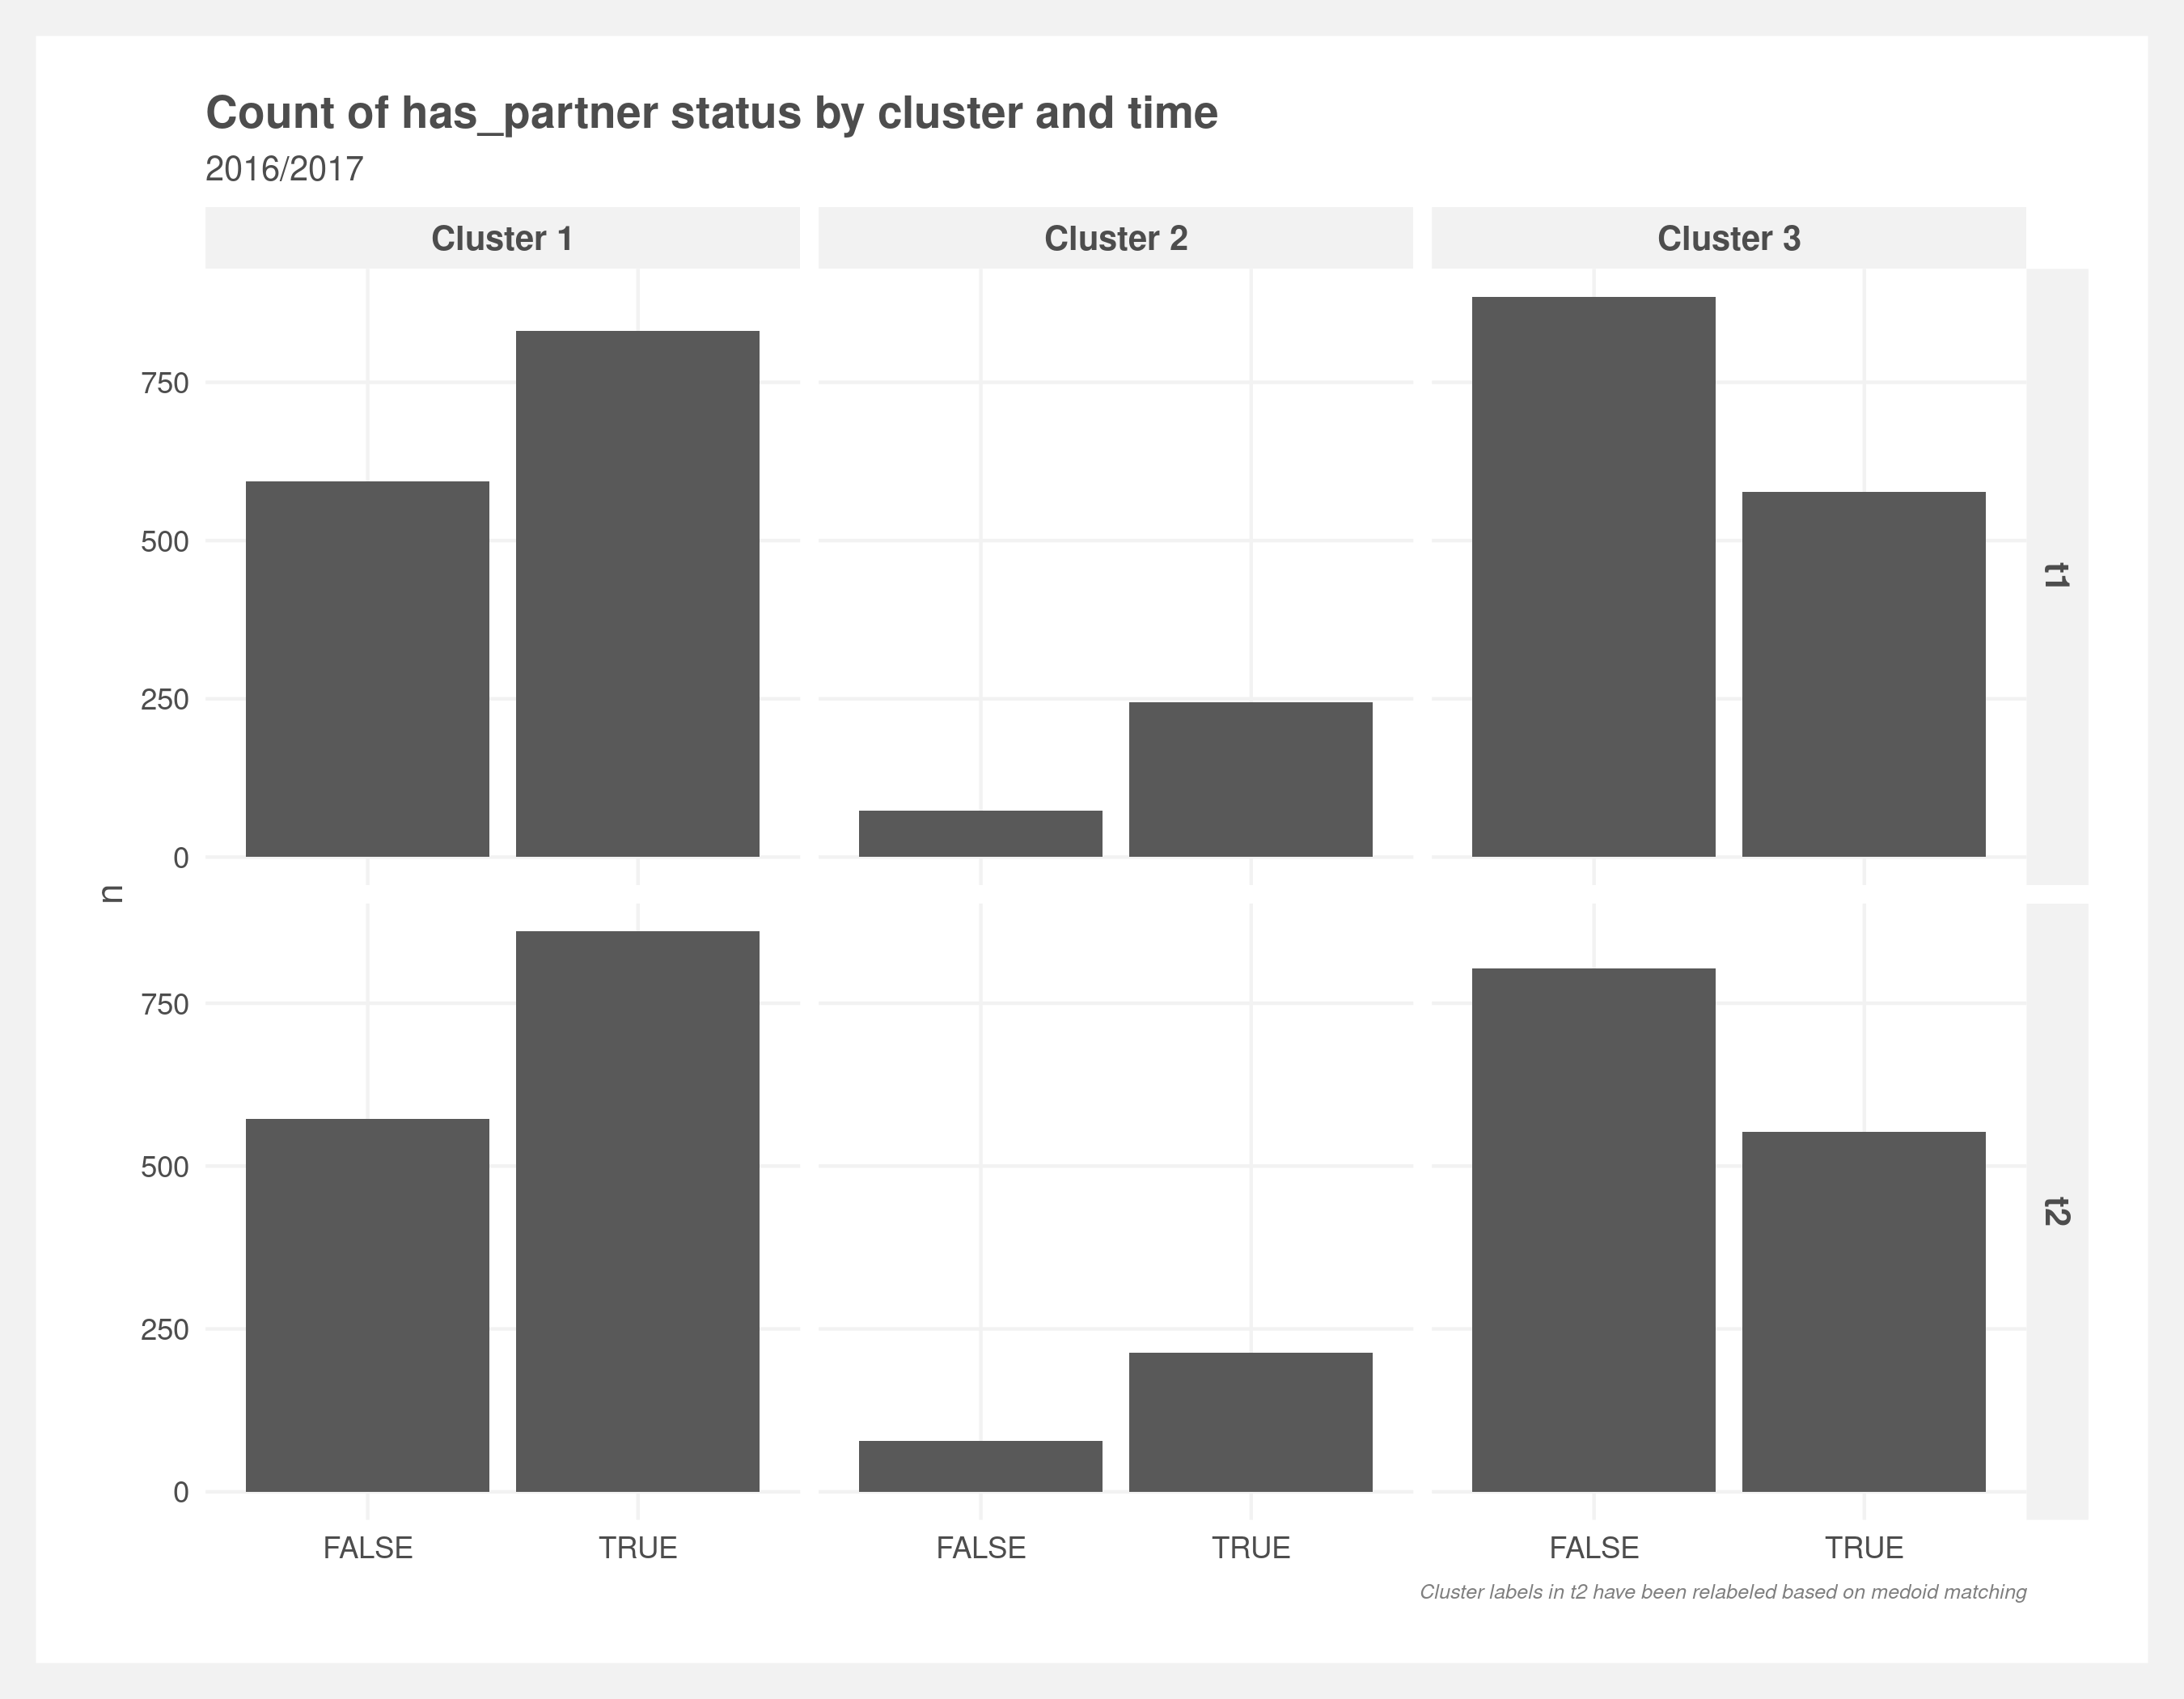 Count of has_partner status by cluster and time
2016/2017
Cluster 1 Cluster 2 Cluster 3
750
500
250
0
t1
n
750
500
250
0
t2
FALSE TRUE FALSE TRUE FALSE TRUE
Cluster labels in t2 have been relabeled based on medoid matching